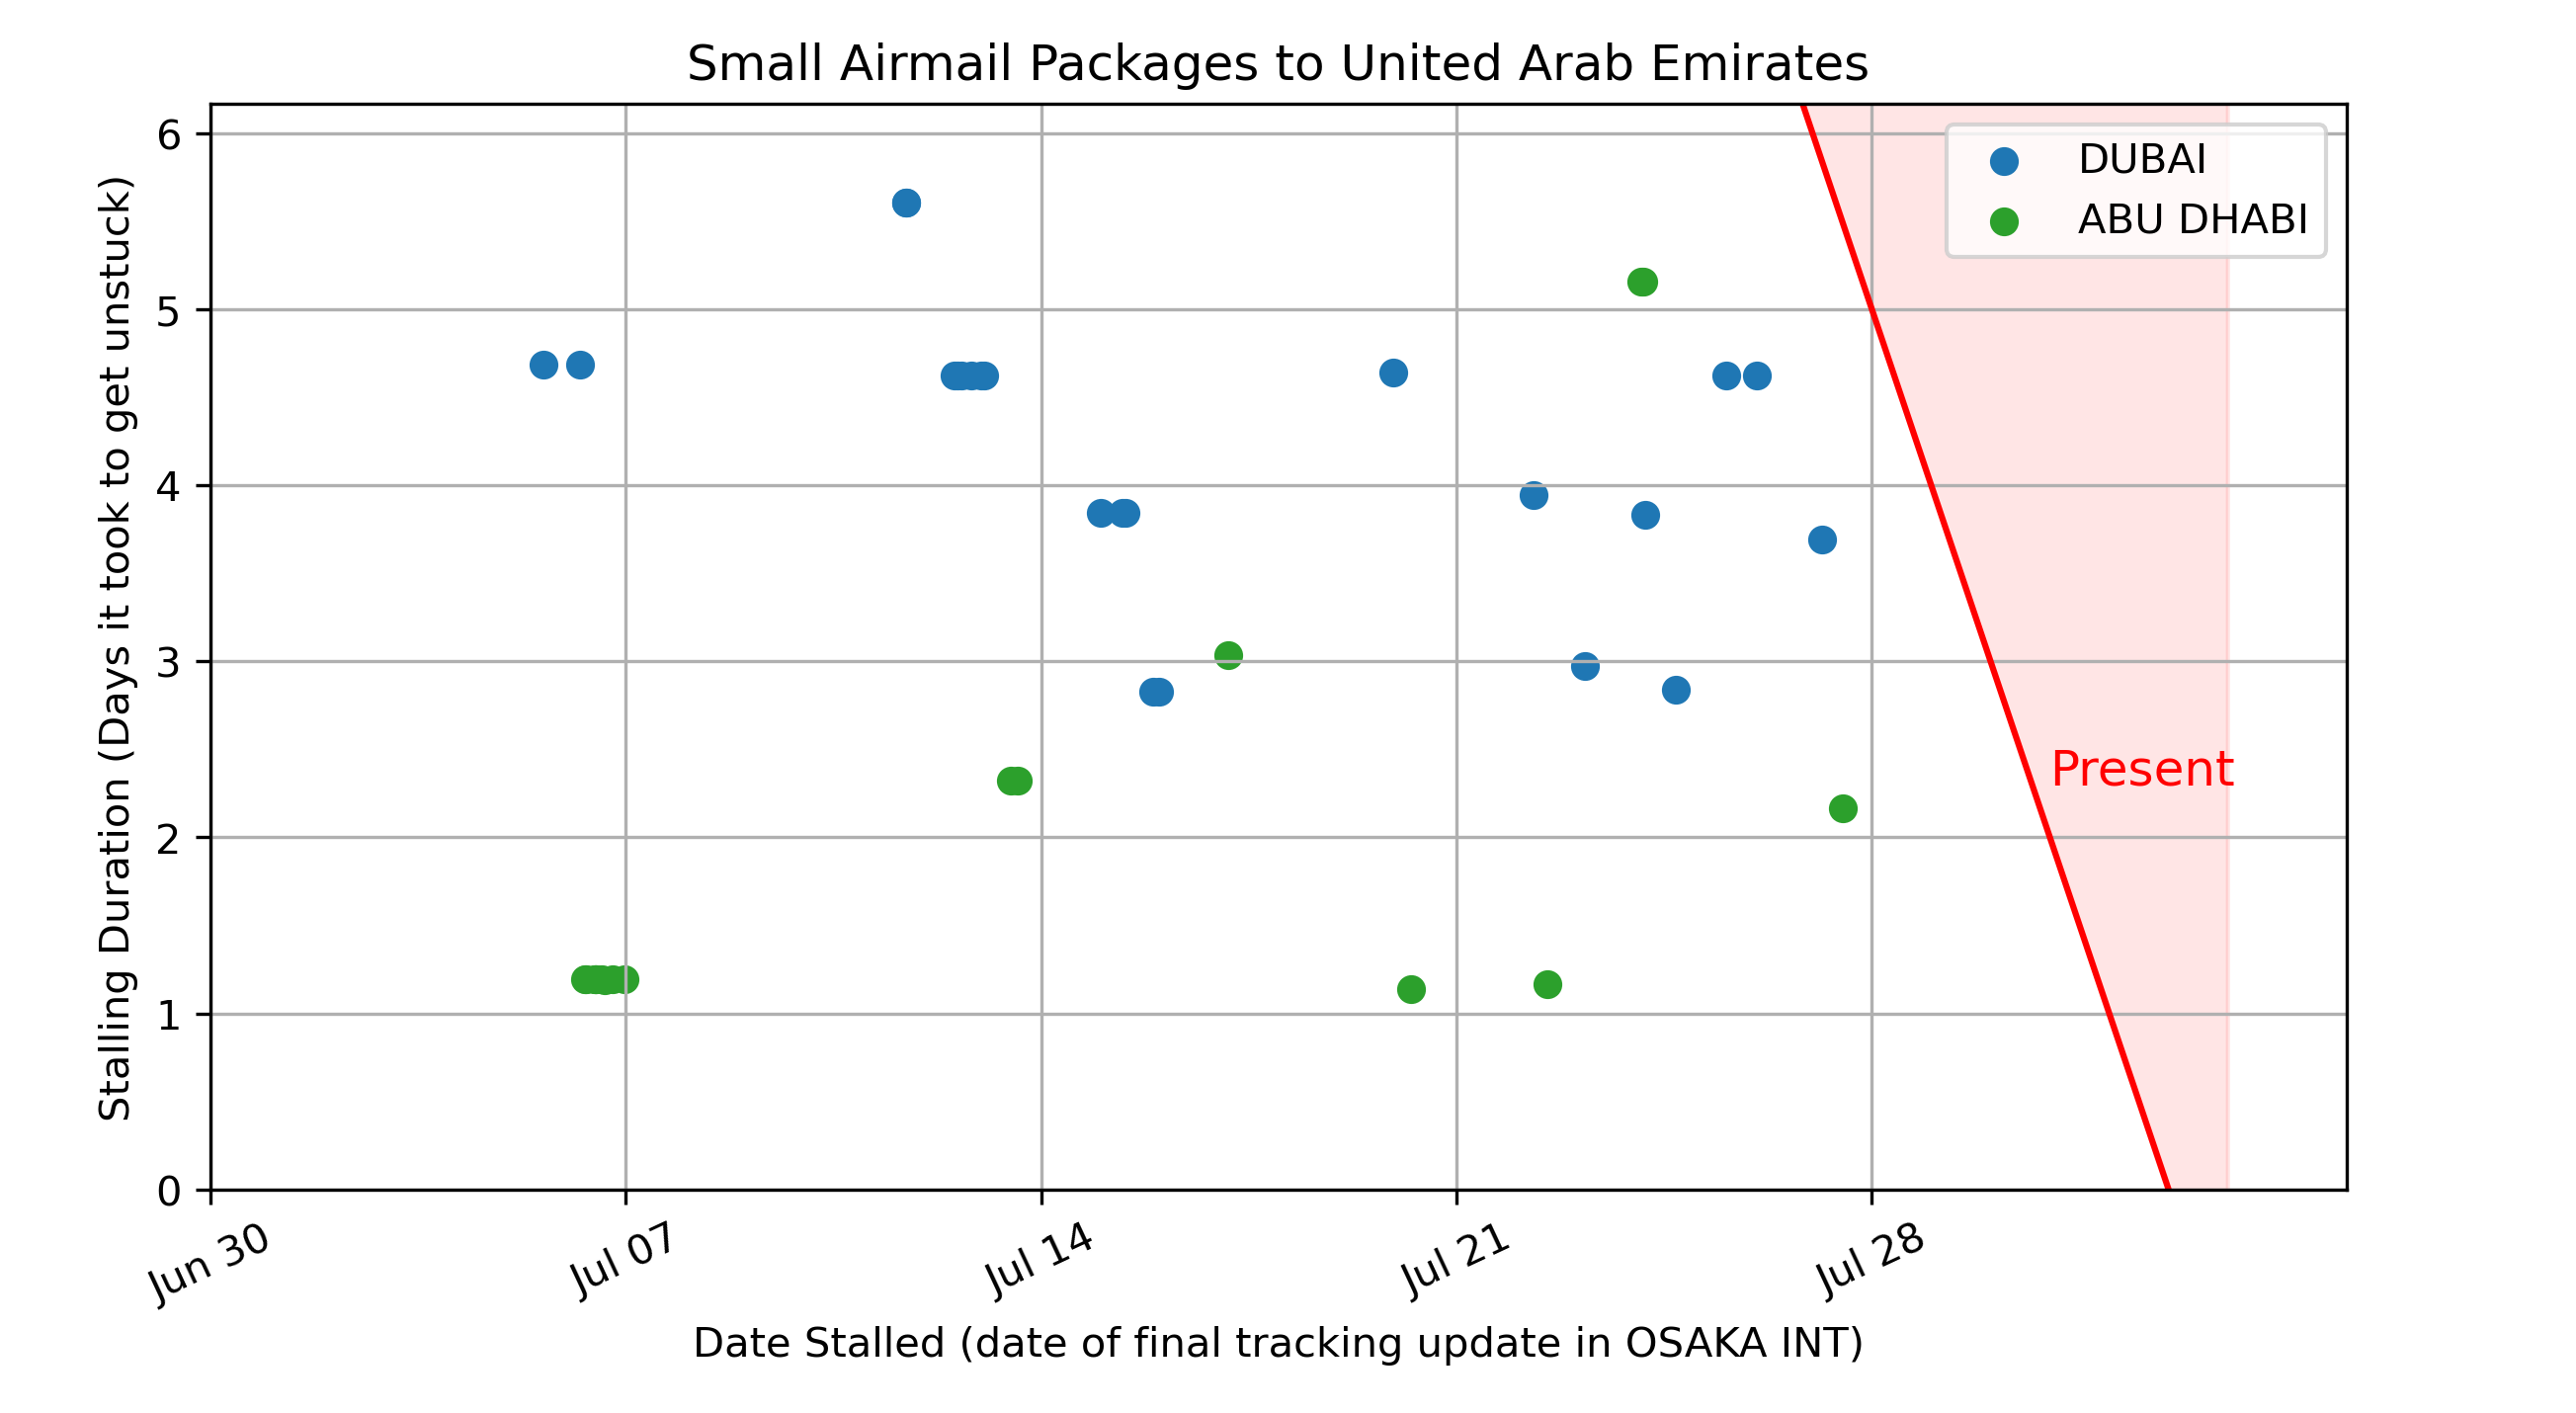 Small Airmail Packages to United Arab Emirates
Stalling Duration (Days it took to get unstuck)
6
5
4
3
2
1
0
DUBAI
ABU DHABI
Present
Jun 30
Jul 07
Jul 14
Jul 21
Jul 28
Date Stalled (date of final tracking update in OSAKA INT)